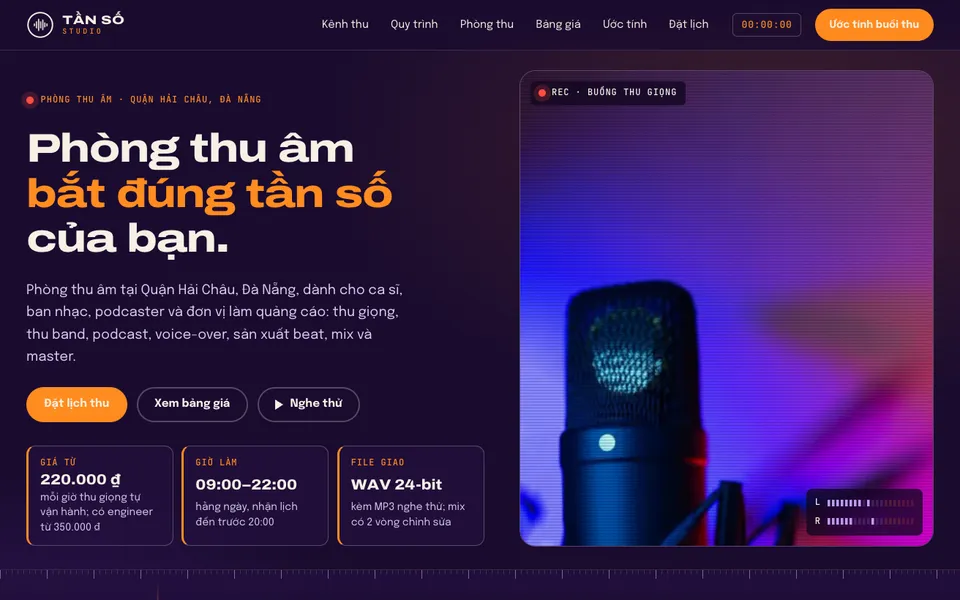 TẦN SỐ
STUDIO
Kênh thu
Quy trình
Phòng thu
Bảng giá
Ước tính
Đặt lịch
00:00:00
Ước tính buổi thu
PHÒNG THU ÂM · QUẬN HẢI CHÂU, ĐÀ NẴNG
Phòng thu âm
bắt đúng tần số
của bạn.
Phòng thu âm tại Quận Hải Châu, Đà Nẵng, dành cho ca sĩ,
ban nhạc, podcaster và đơn vị làm quảng cáo: thu giọng,
thu band, podcast, voice-over, sản xuất beat, mix và
master.
Đặt lịch thu
Xem bảng giá
Nghe thử
GIÁ TỪ
220.000 ₫
mỗi giờ thu giọng tự
vận hành; có engineer
từ 350.000 đ
GIỜ LÀM
09:00–22:00
hằng ngày, nhận lịch
đến trước 20:00
FILE GIAO
WAV 24-bit
kèm MP3 nghe thử; mix
có 2 vòng chỉnh sửa
REC · BUỒNG THU GIỌNG
L
R